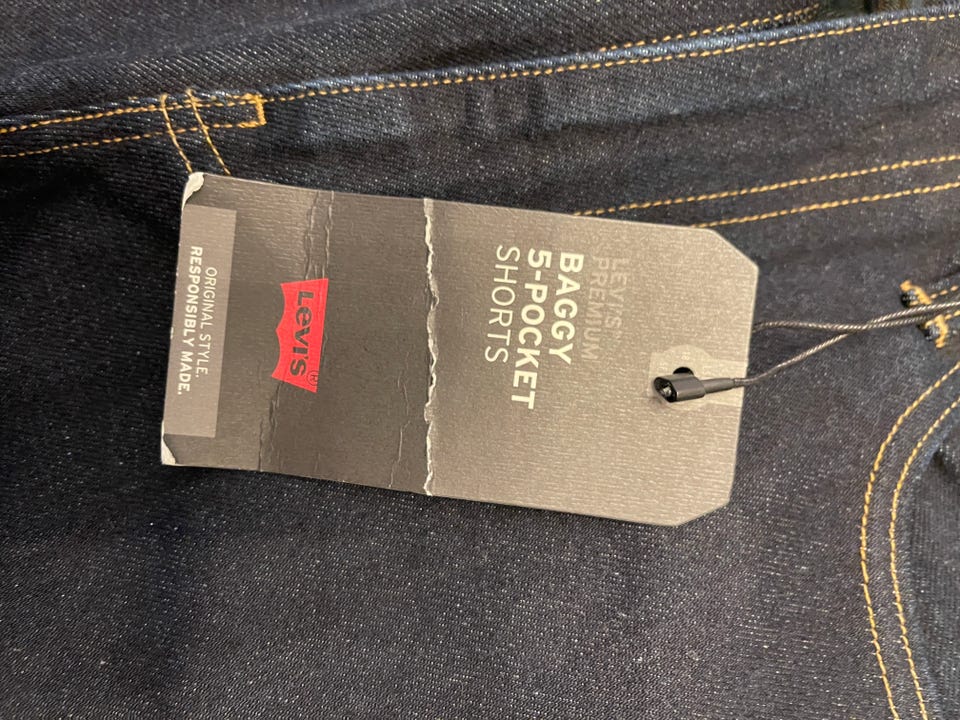 LEVI'S®
PREMIUM
BAGGY
5-POCKET
SHORTS
LEVI'S
ORIGINAL STYLE.
RESPONSIBLY MADE.